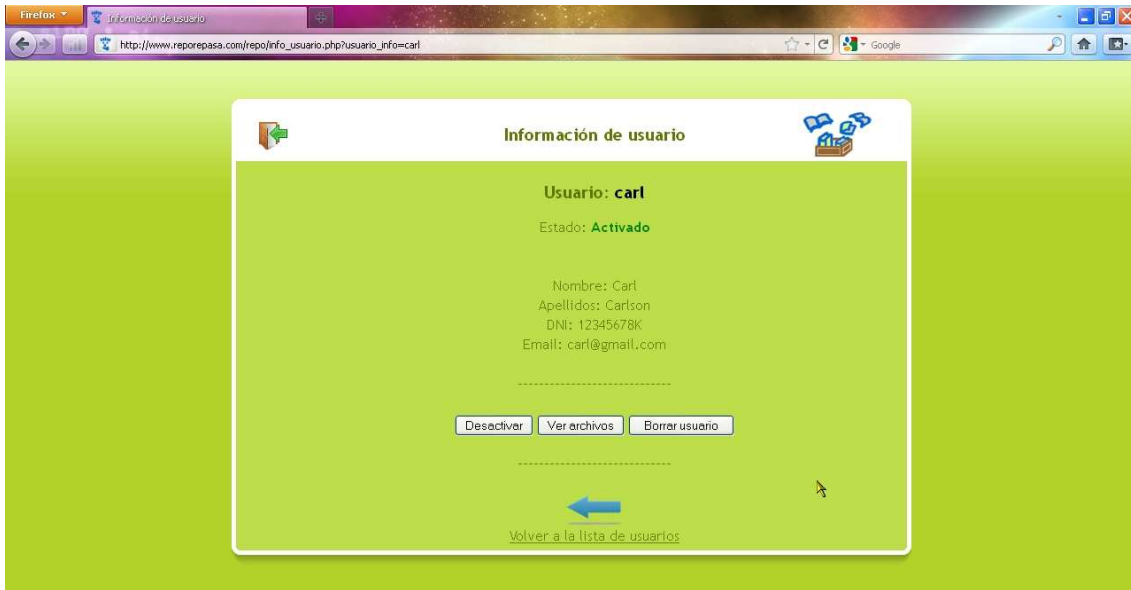 Firefox
Información de usuario
http://www.reporepasa.com/repo/info_usuario.php?usuario_info=carl
Google
Información de usuario
Usuario: carl
Estado: Activado
Nombre: Carl
Apellidos: Carlson
DNI: 12345678K
Email: carl@gmail.com
-----------------------------
Desactivar Ver archivos Borrar usuario
-----------------------------
Volver a la lista de usuarios